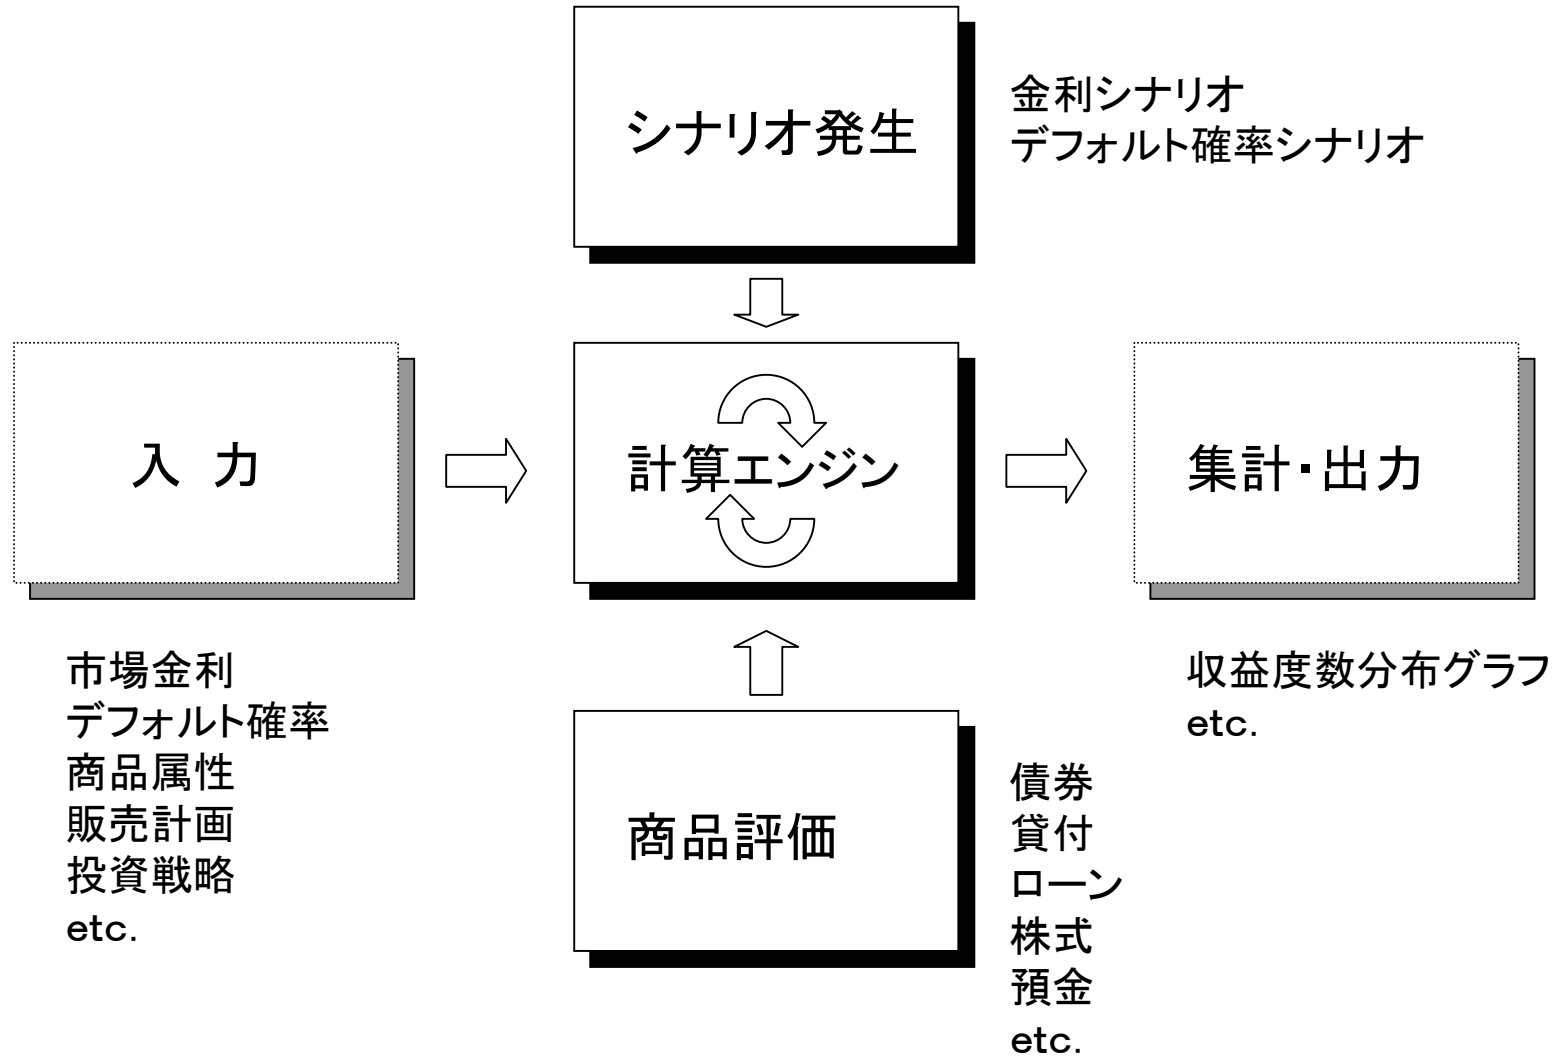 シナリオ発生
金利シナリオ
デフォルト確率シナリオ
入 力
計算エンジン
集計・出力
市場金利
デフォルト確率
商品属性
販売計画
投資戦略
etc.
収益度数分布グラフ
etc.
商品評価
債券
貸付
ローン
株式
預金
etc.